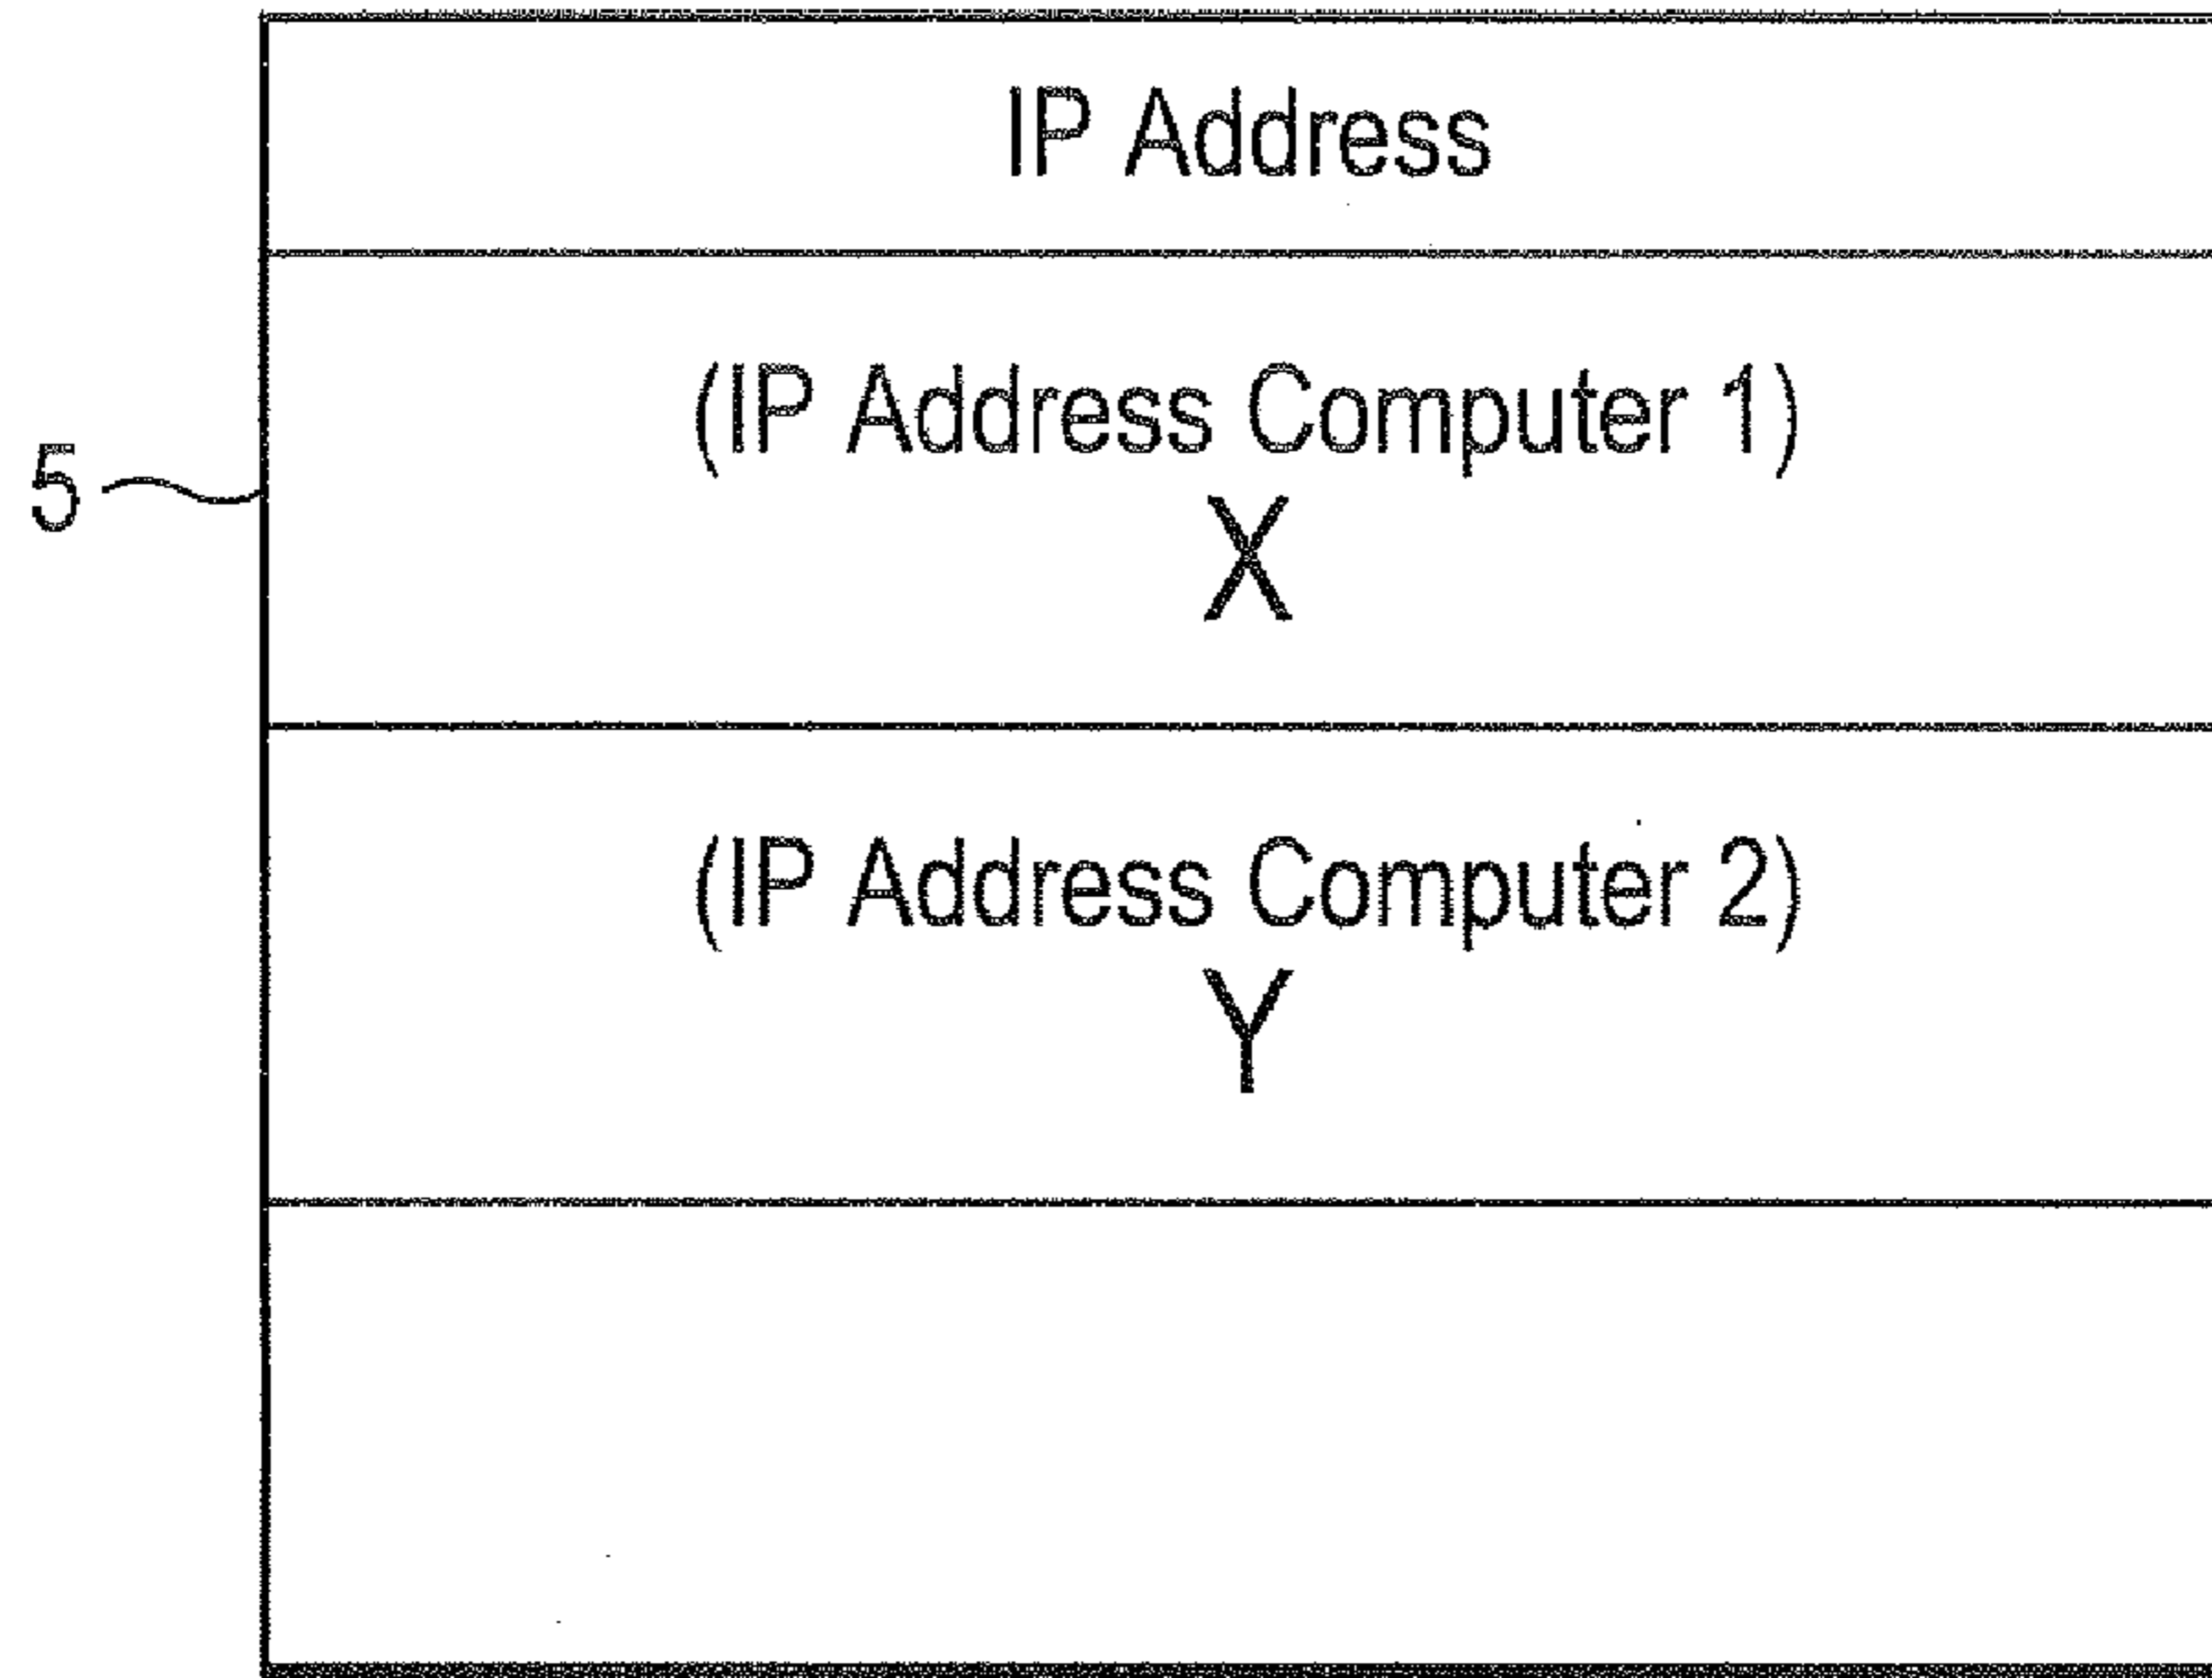 IP Address
(IP Address Computer 1)
5
X
(IP Address Computer 2)
Y